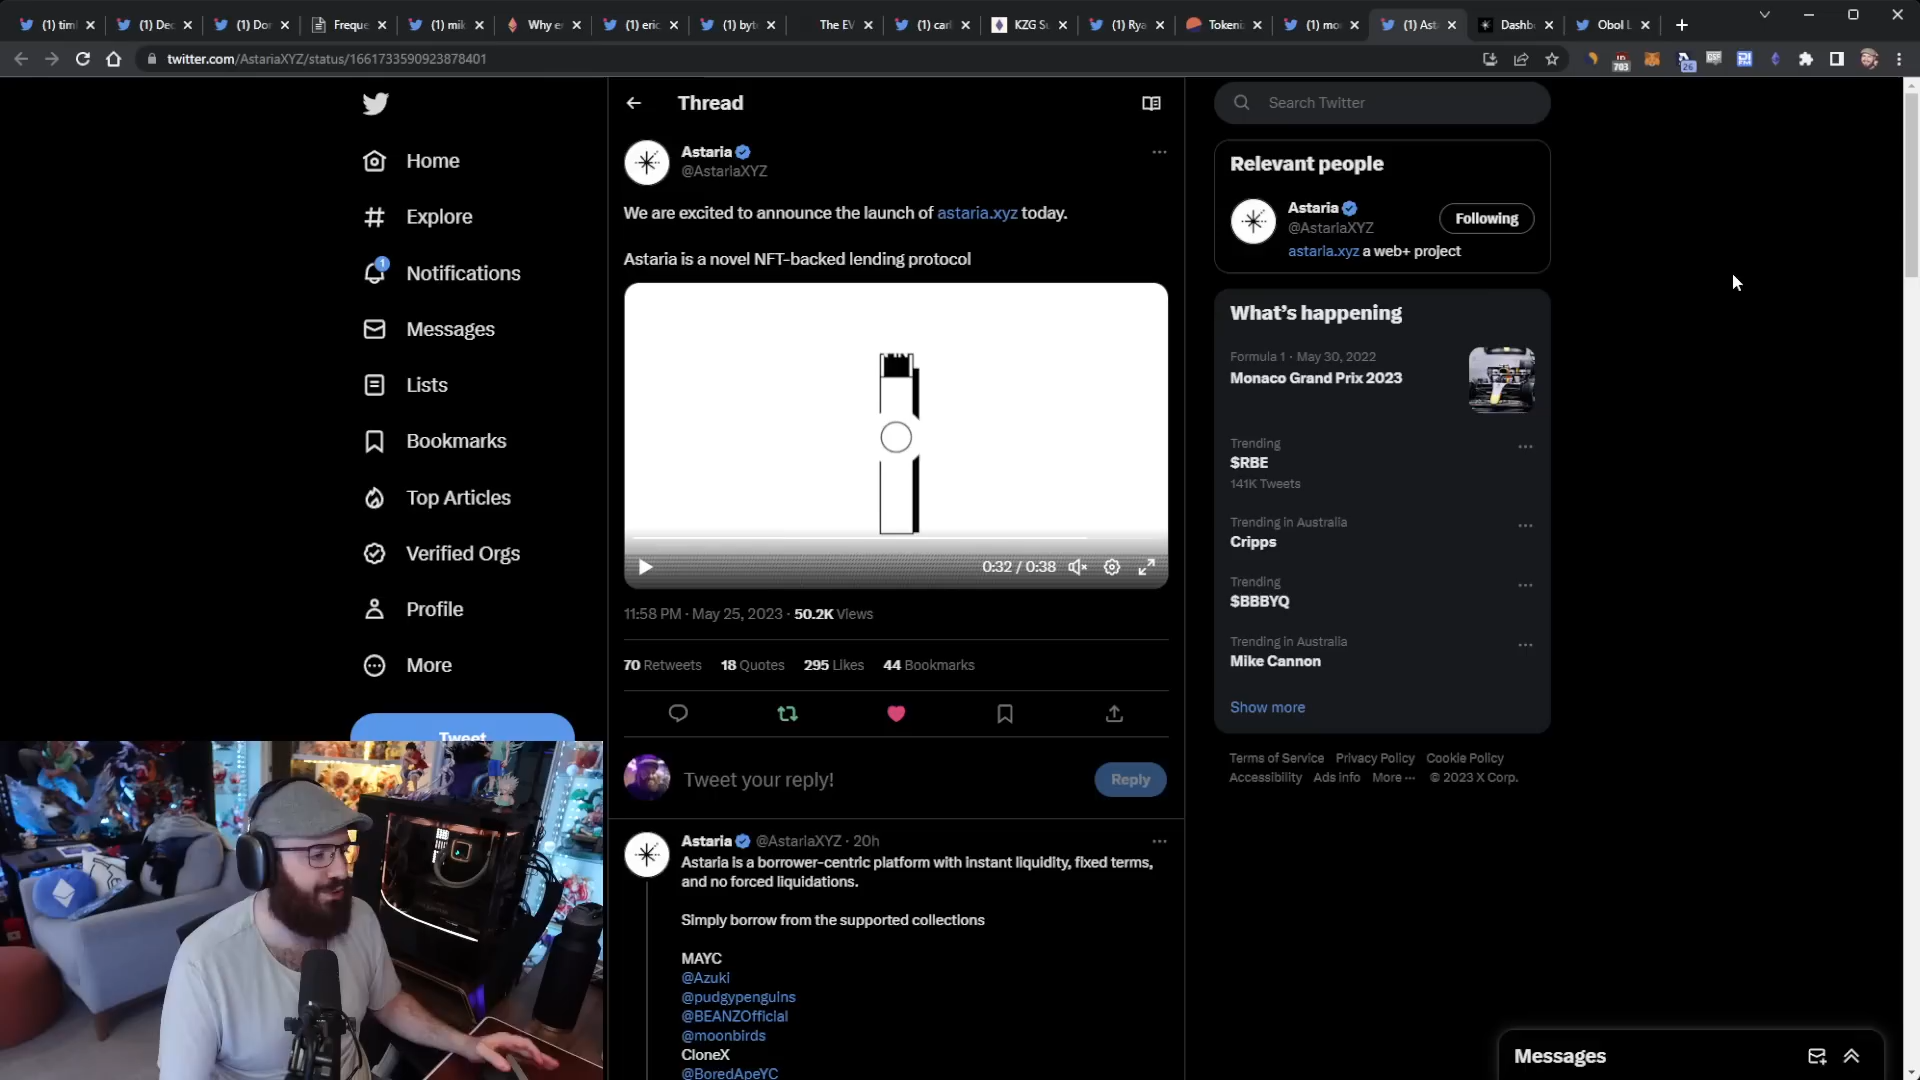 (1) timl
(1) Dec
(1) Dor
Freque
(1) mik
Why e
(1) eric
(1) byt
The EV
(1) carl
KZG Su
(1) Rya
Tokeni
(1) mo
(1) Ast
Dashb
Obol L
twitter.com/AstariaXYZ/status/1661733590923878401
703
26
Home
Explore
1
Notifications
Messages
Lists
Bookmarks
Top Articles
Verified Orgs
Profile
More
Tweet
Thread
Astaria
@AstariaXYZ
We are excited to announce the launch of astaria.xyz today.
Astaria is a novel NFT-backed lending protocol
0:32 / 0:38
11:58 PM · May 25, 2023 · 50.2K Views
70 Retweets 18 Quotes 295 Likes 44 Bookmarks
Tweet your reply!
Reply
Astaria @AstariaXYZ · 20h
Astaria is a borrower-centric platform with instant liquidity, fixed terms,
and no forced liquidations.
Simply borrow from the supported collections
MAYC
@Azuki
@pudgypenguins
@BEANZOfficial
@moonbirds
CloneX
@BoredApeYC
Search Twitter
Relevant people
Astaria
@AstariaXYZ
Following
astaria.xyz a web+ project
What's happening
Formula 1 · May 30, 2022
Monaco Grand Prix 2023
Trending
$RBE
141K Tweets
Trending in Australia
Cripps
Trending
$BBBYQ
Trending in Australia
Mike Cannon
Show more
Terms of Service Privacy Policy Cookie Policy
Accessibility Ads info More ··· © 2023 X Corp.
Messages